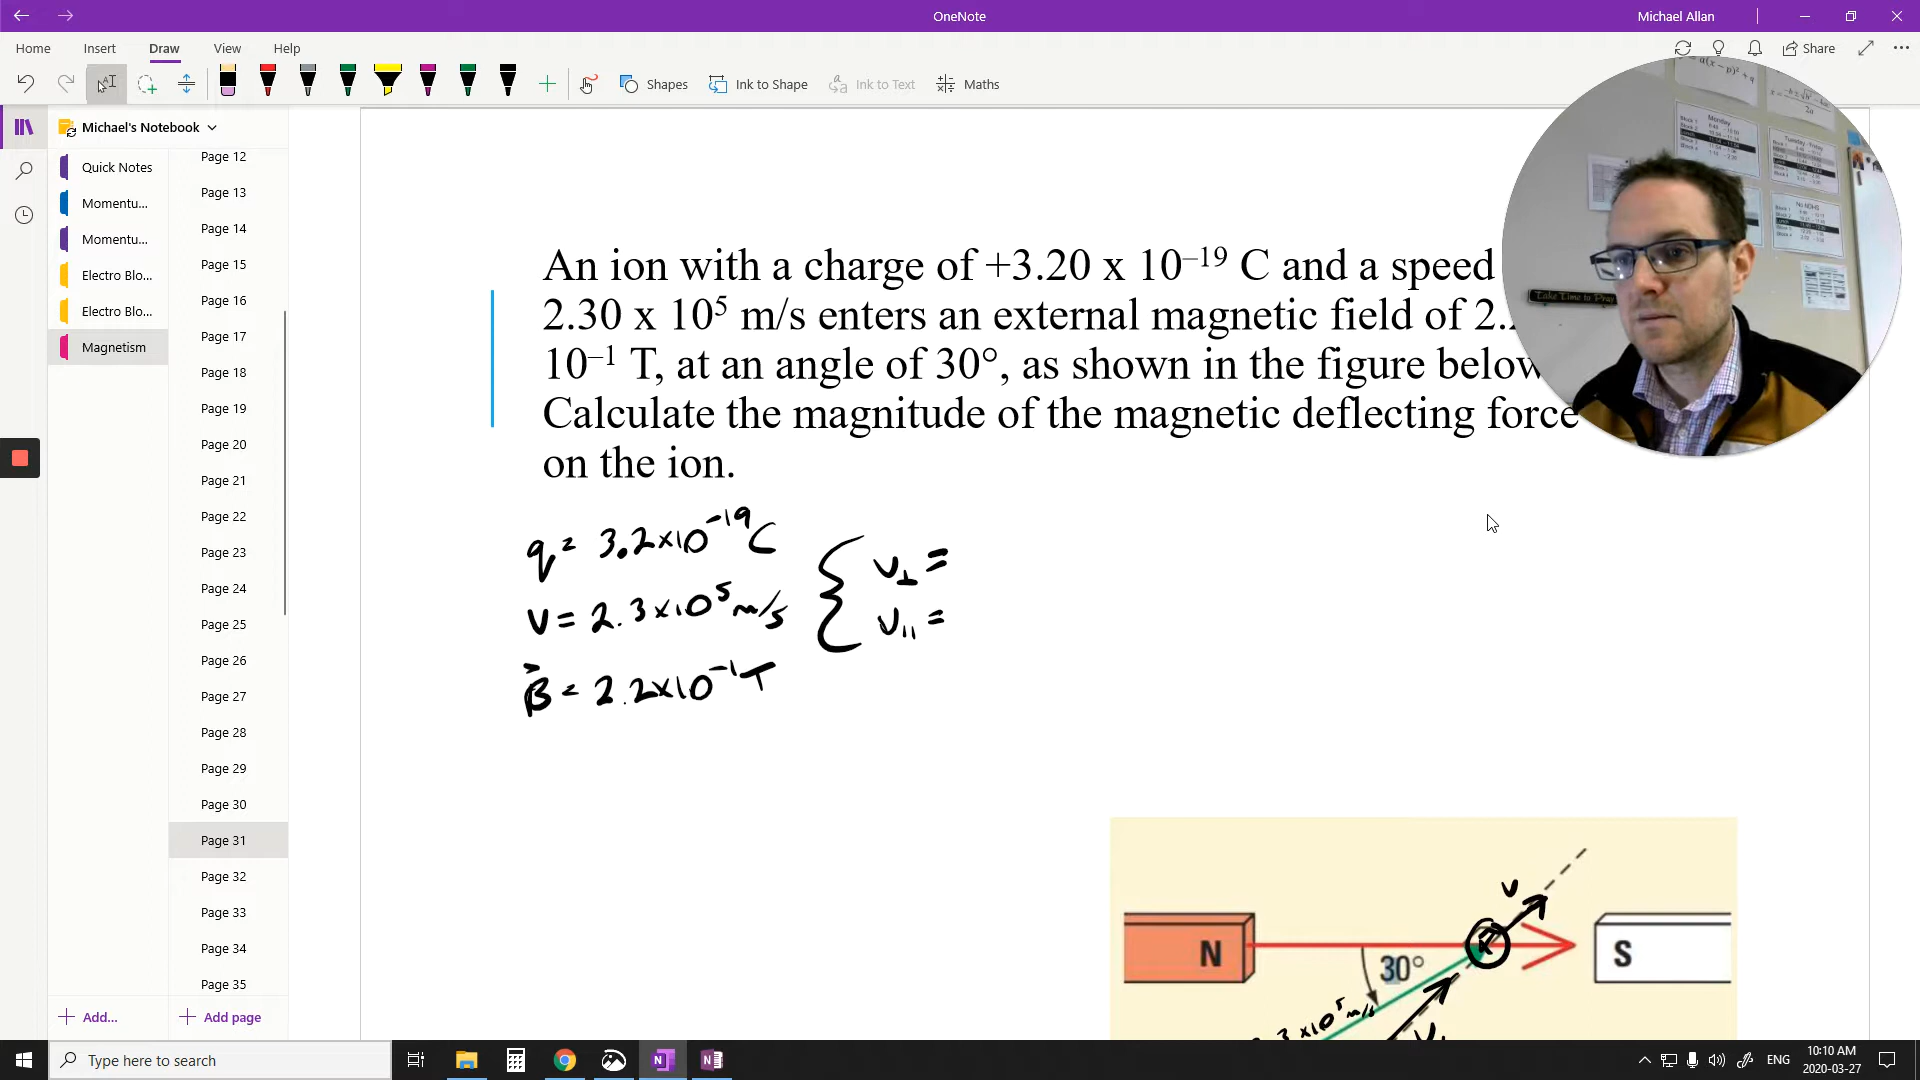 OneNote
Michael Allan
Home Insert Draw View Help
Share
Shapes Ink to Shape Ink to Text Maths
Michael's Notebook
Quick Notes
Momentu...
Momentu...
Electro Blo...
Electro Blo...
Magnetism
Page 12
Page 13
Page 14
Page 15
Page 16
Page 17
Page 18
Page 19
Page 20
Page 21
Page 22
Page 23
Page 24
Page 25
Page 26
Page 27
Page 28
Page 29
Page 30
Page 31
Page 32
Page 33
Page 34
Page 35
Add...
Add page
An ion with a charge of +3.20 x 10⁻¹⁹ C and a speed
2.30 x 10⁵ m/s enters an external magnetic field of 2.
10⁻¹ T, at an angle of 30°, as shown in the figure below
Calculate the magnitude of the magnetic deflecting force
on the ion.
q = 3.2×10⁻¹⁹ C
v = 2.3×10⁵ m/s
B = 2.2×10⁻¹ T
v⊥ =
v|| =
v
N
30°
S
3 ×10⁵ m/s
Take Time to Pray
Monday
Type here to search
ENG
10:10 AM
2020-03-27